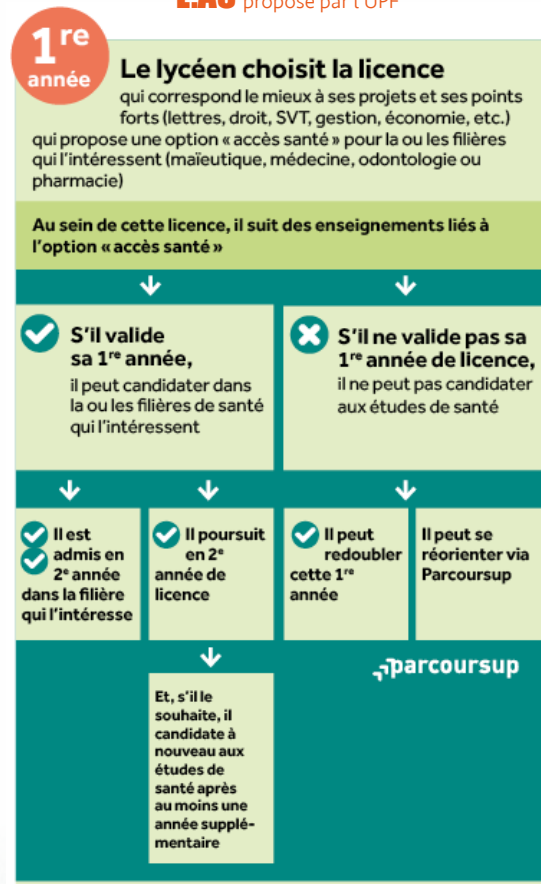 L.AS proposé par l'UPF
1re
année
Le lycéen choisit la licence
qui correspond le mieux à ses projets et ses points
forts (lettres, droit, SVT, gestion, économie, etc.)
qui propose une option « accès santé » pour la ou les filières
qui l'intéressent (maïeutique, médecine, odontologie ou
pharmacie)
Au sein de cette licence, il suit des enseignements liés à
l'option « accès santé »
S'il valide
sa 1re année,
il peut candidater dans
la ou les filières de santé
qui l'intéressent
S'il ne valide pas sa
1re année de licence,
il ne peut pas candidater
aux études de santé
Il est
admis en
2e année
dans la filière
qui l'intéresse
Il poursuit
en 2e
année de
licence
Il peut
redoubler
cette 1re
année
Il peut se
réorienter via
Parcoursup
parcoursup
Et, s'il le
souhaite, il
candidate à
nouveau aux
études de
santé après
au moins une
année supplé-
mentaire